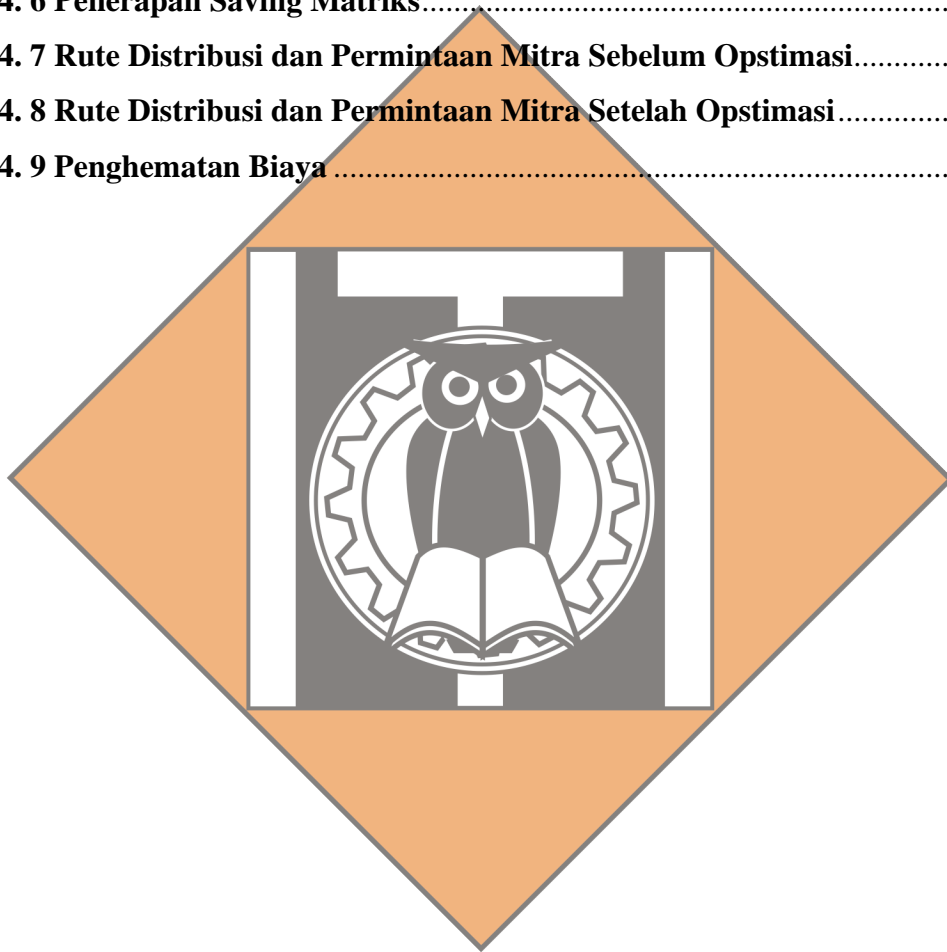 4. 6 Penerapan Saving Matriks..............................................................................
4. 7 Rute Distribusi dan Permintaan Mitra Sebelum Opstimasi............
4. 8 Rute Distribusi dan Permintaan Mitra Setelah Opstimasi..............
4. 9 Penghematan Biaya..............................................................................